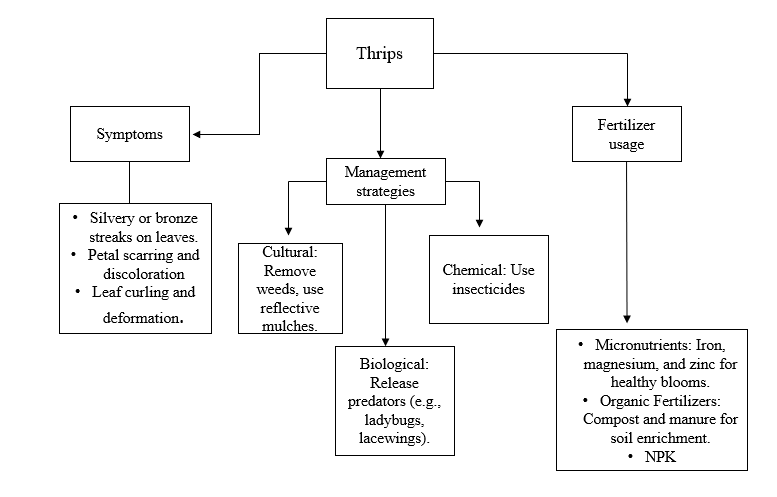 Thrips
Symptoms
• Silvery or bronze
streaks on leaves.
• Petal scarring and
discoloration
• Leaf curling and
deformation.
Management
strategies
Cultural:
Remove
weeds, use
reflective
mulches.
Biological:
Release
predators (e.g.,
ladybugs,
lacewings).
Chemical: Use
insecticides
Fertilizer
usage
• Micronutrients: Iron,
magnesium, and zinc for
healthy blooms.
• Organic Fertilizers:
Compost and manure for
soil enrichment.
• NPK